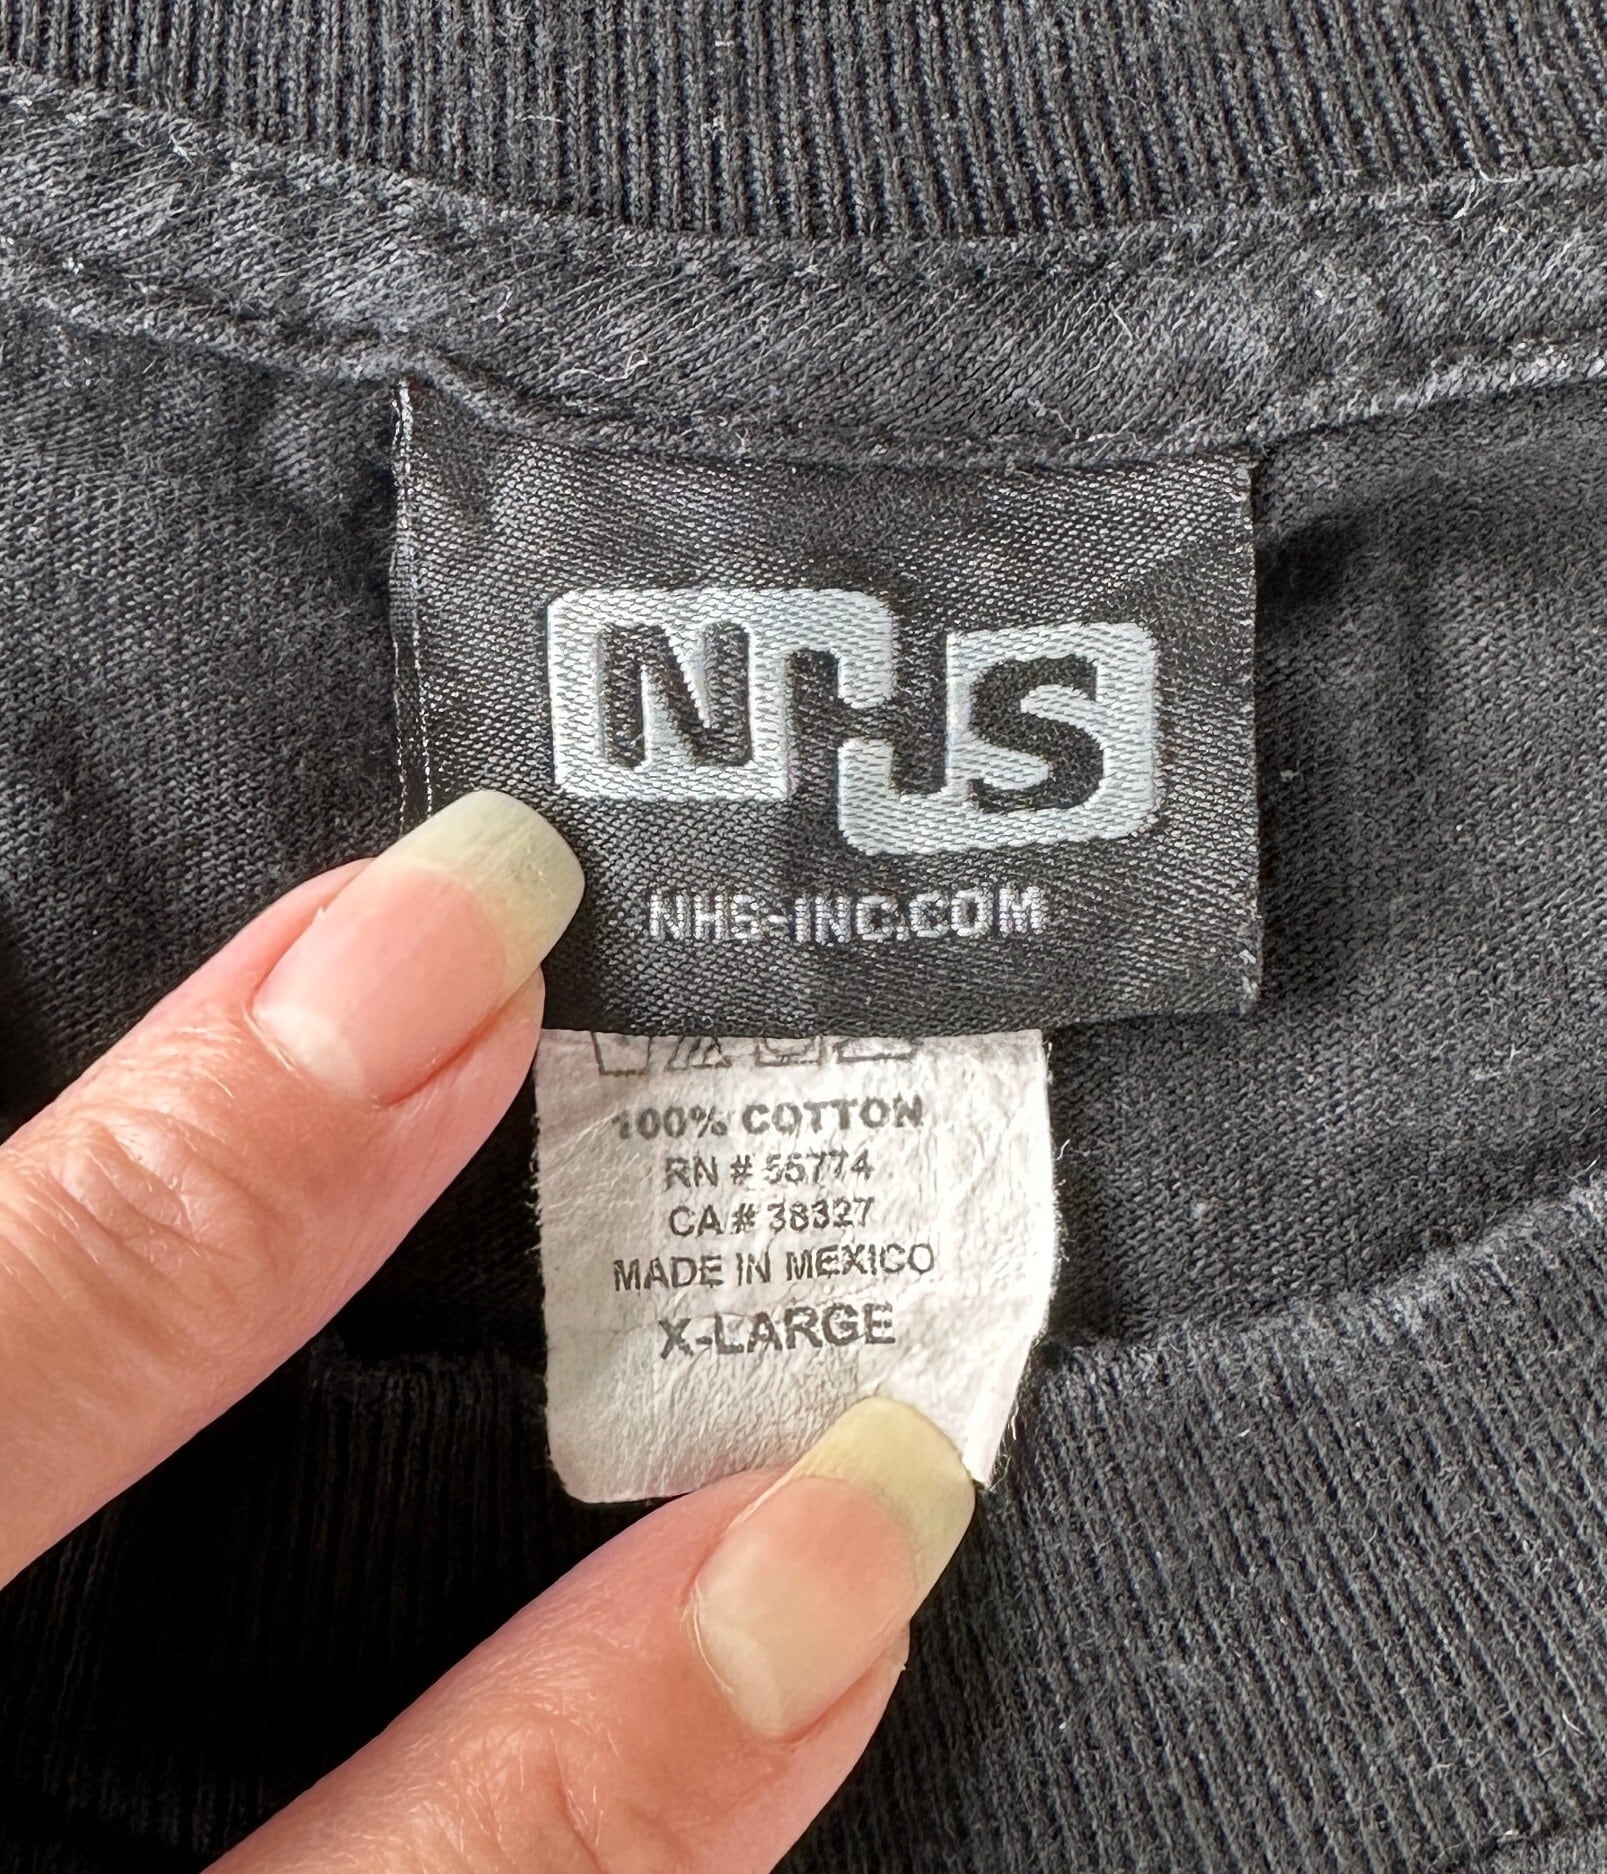 NHS
NHS-INC.COM
100% COTTON
RN # 55774
CA # 38327
MADE IN MEXICO
X-LARGE